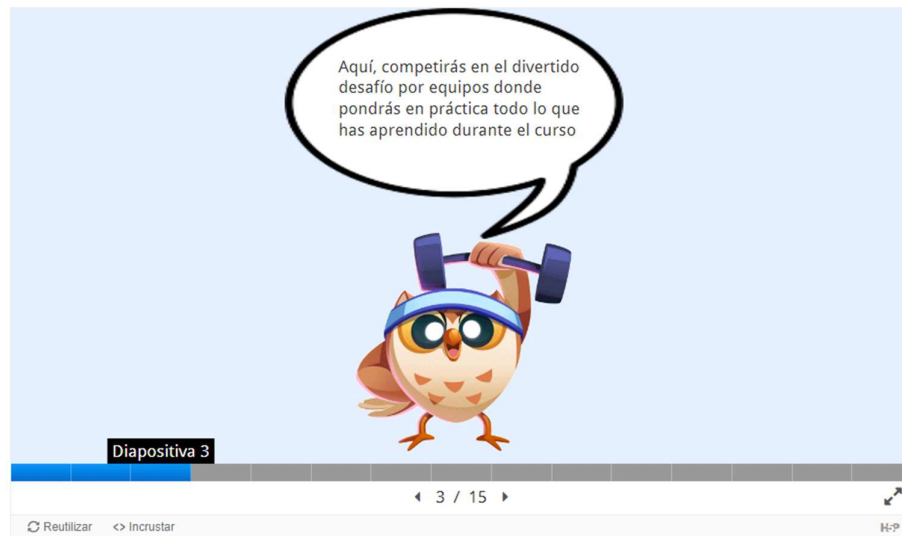 Aquí, competirás en el divertido
desafío por equipos donde
pondrás en práctica todo lo que
has aprendido durante el curso
Diapositiva 3
3 / 15
Reutilizar <> Incrustar
H-P